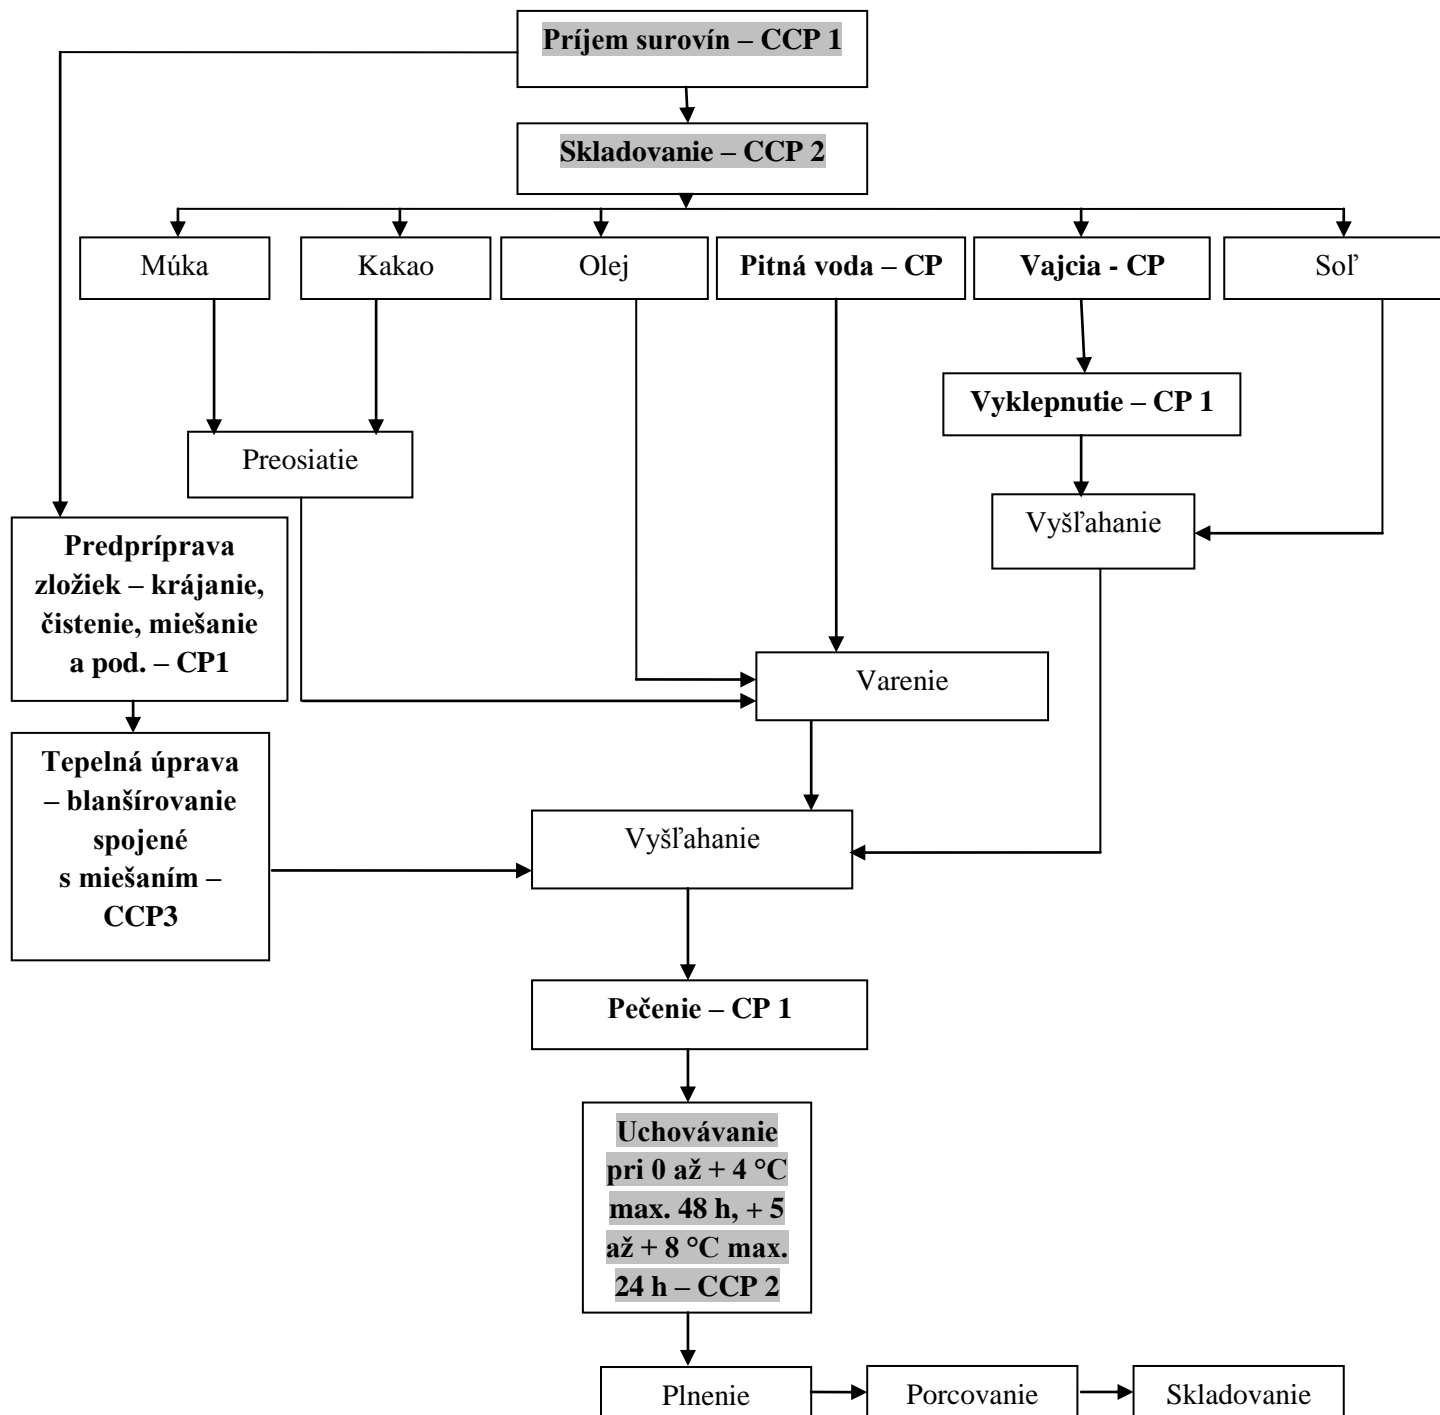 Príjem surovín – CCP 1
Skladovanie – CCP 2
Múka
Kakao
Olej
Pitná voda – CP
Vajcia - CP
Soľ
Vyklepnutie – CP 1
Preosiatie
Vyšľahanie
Predpríprava
zložiek – krájanie,
čistenie, miešanie
a pod. – CP1
Varenie
Tepelná úprava
– blanšírovanie
spojené
s miešaním –
CCP3
Vyšľahanie
Pečenie – CP 1
Uchovávanie
pri 0 až + 4 °C
max. 48 h, + 5
až + 8 °C max.
24 h – CCP 2
Plnenie
Porcovanie
Skladovanie